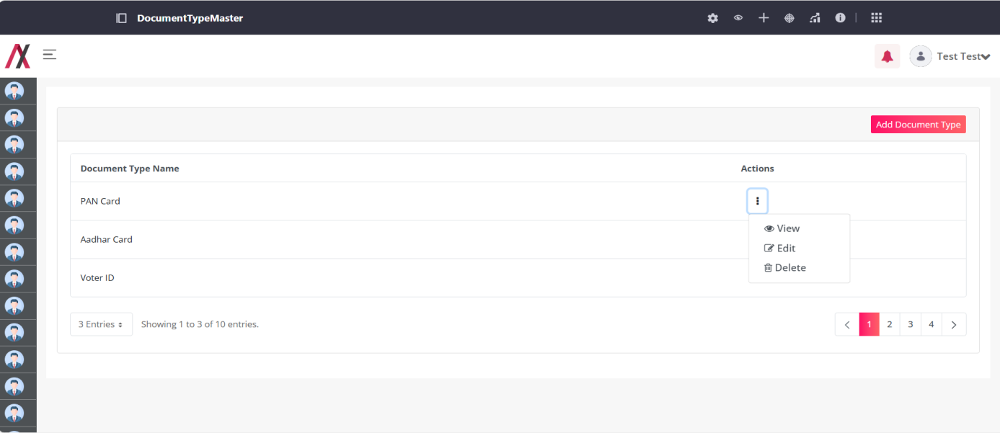 DocumentTypeMaster
Test Test
Add Document Type
Document Type Name Actions
PAN Card
View
Aadhar Card
Edit
Delete
Voter ID
3 Entries Showing 1 to 3 of 10 entries.
1 2 3 4